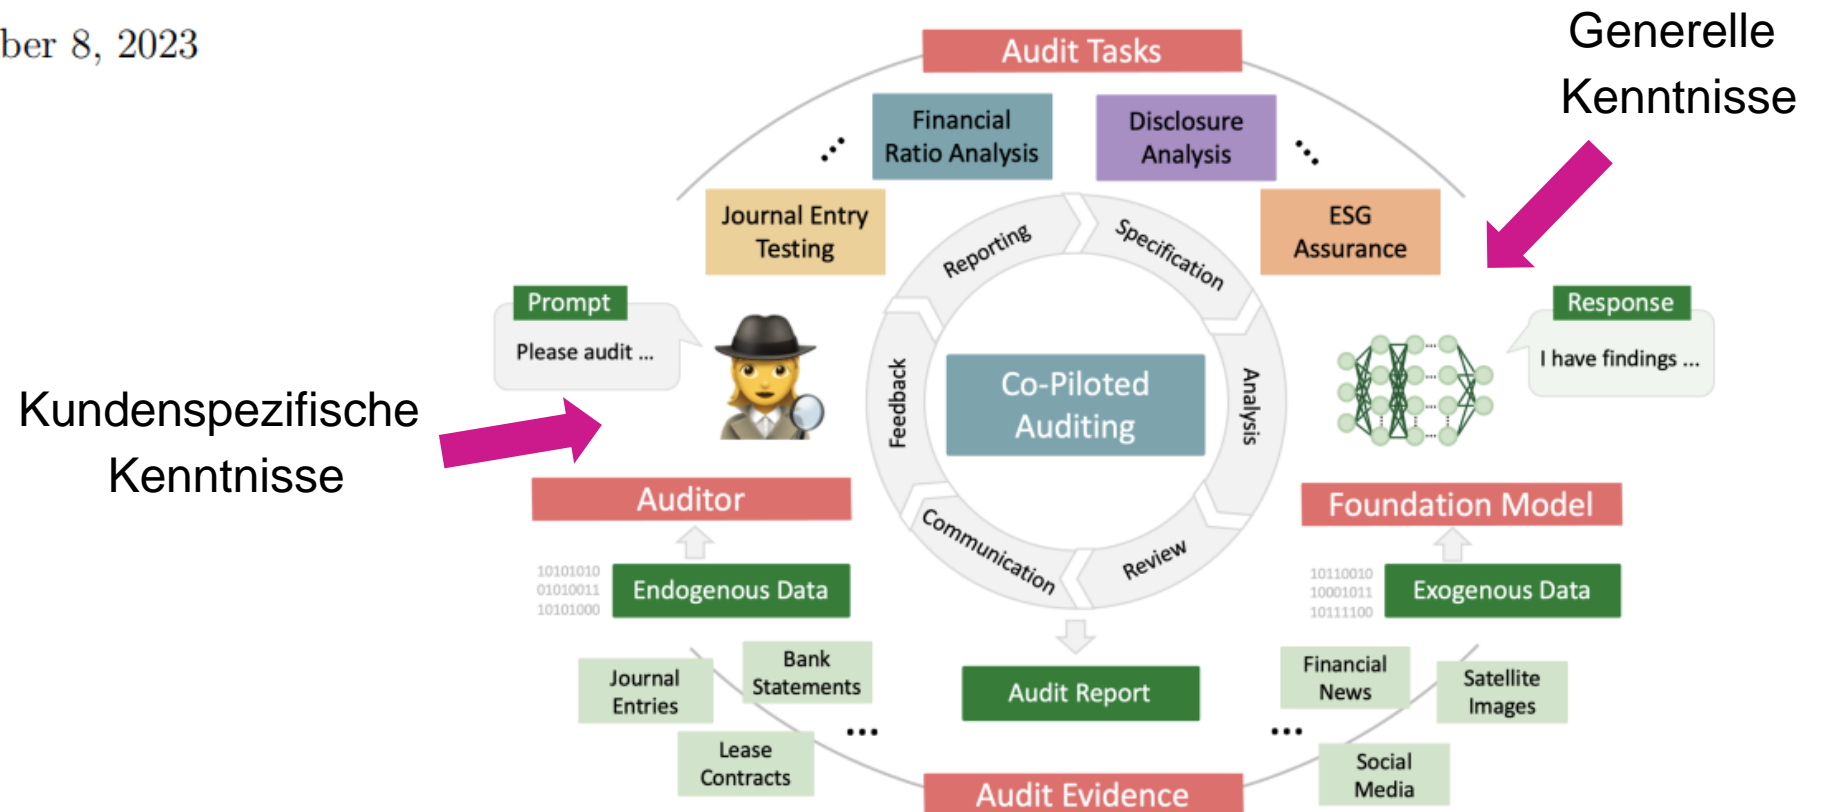 ber 8, 2023
Generelle
Kenntnisse
Audit Tasks
Financial
Ratio Analysis
Disclosure
Analysis
Journal Entry
Testing
ESG
Assurance
Reporting
Specification
Prompt
Please audit ...
Response
I have findings ...
Kundenspezifische
Kenntnisse
Feedback
Co-Piloted
Auditing
Analysis
Auditor
Foundation Model
Communication
Review
10101010
01010011
10101000
Endogenous Data
10110010
10001011
10111100
Exogenous Data
Journal
Entries
Bank
Statements
Lease
Contracts
...
Audit Report
Financial
News
Satellite
Images
...
Social
Media
Audit Evidence